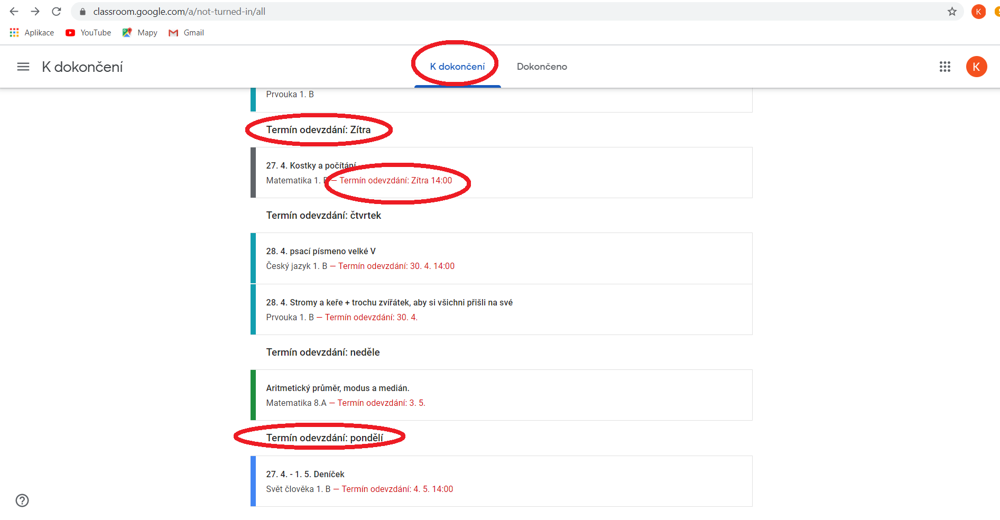 classroom.google.com/a/not-turned-in/all
K
Aplikace YouTube Mapy Gmail
K dokončení K dokončení Dokončeno K
Prvouka 1. B
Termín odevzdání: Zítra
27. 4. Kostky a počítání
Matematika 1. B — Termín odevzdání: Zítra 14:00
Termín odevzdání: čtvrtek
28. 4. psací písmeno velké V
Český jazyk 1. B — Termín odevzdání: 30. 4. 14:00
28. 4. Stromy a keře + trochu zvířátek, aby si všichni přišli na své
Prvouka 1. B — Termín odevzdání: 30. 4.
Termín odevzdání: neděle
Aritmetický průměr, modus a medián.
Matematika 8.A — Termín odevzdání: 3. 5.
Termín odevzdání: pondělí
27. 4. - 1. 5. Deníček
Svět člověka 1. B — Termín odevzdání: 4. 5. 14:00